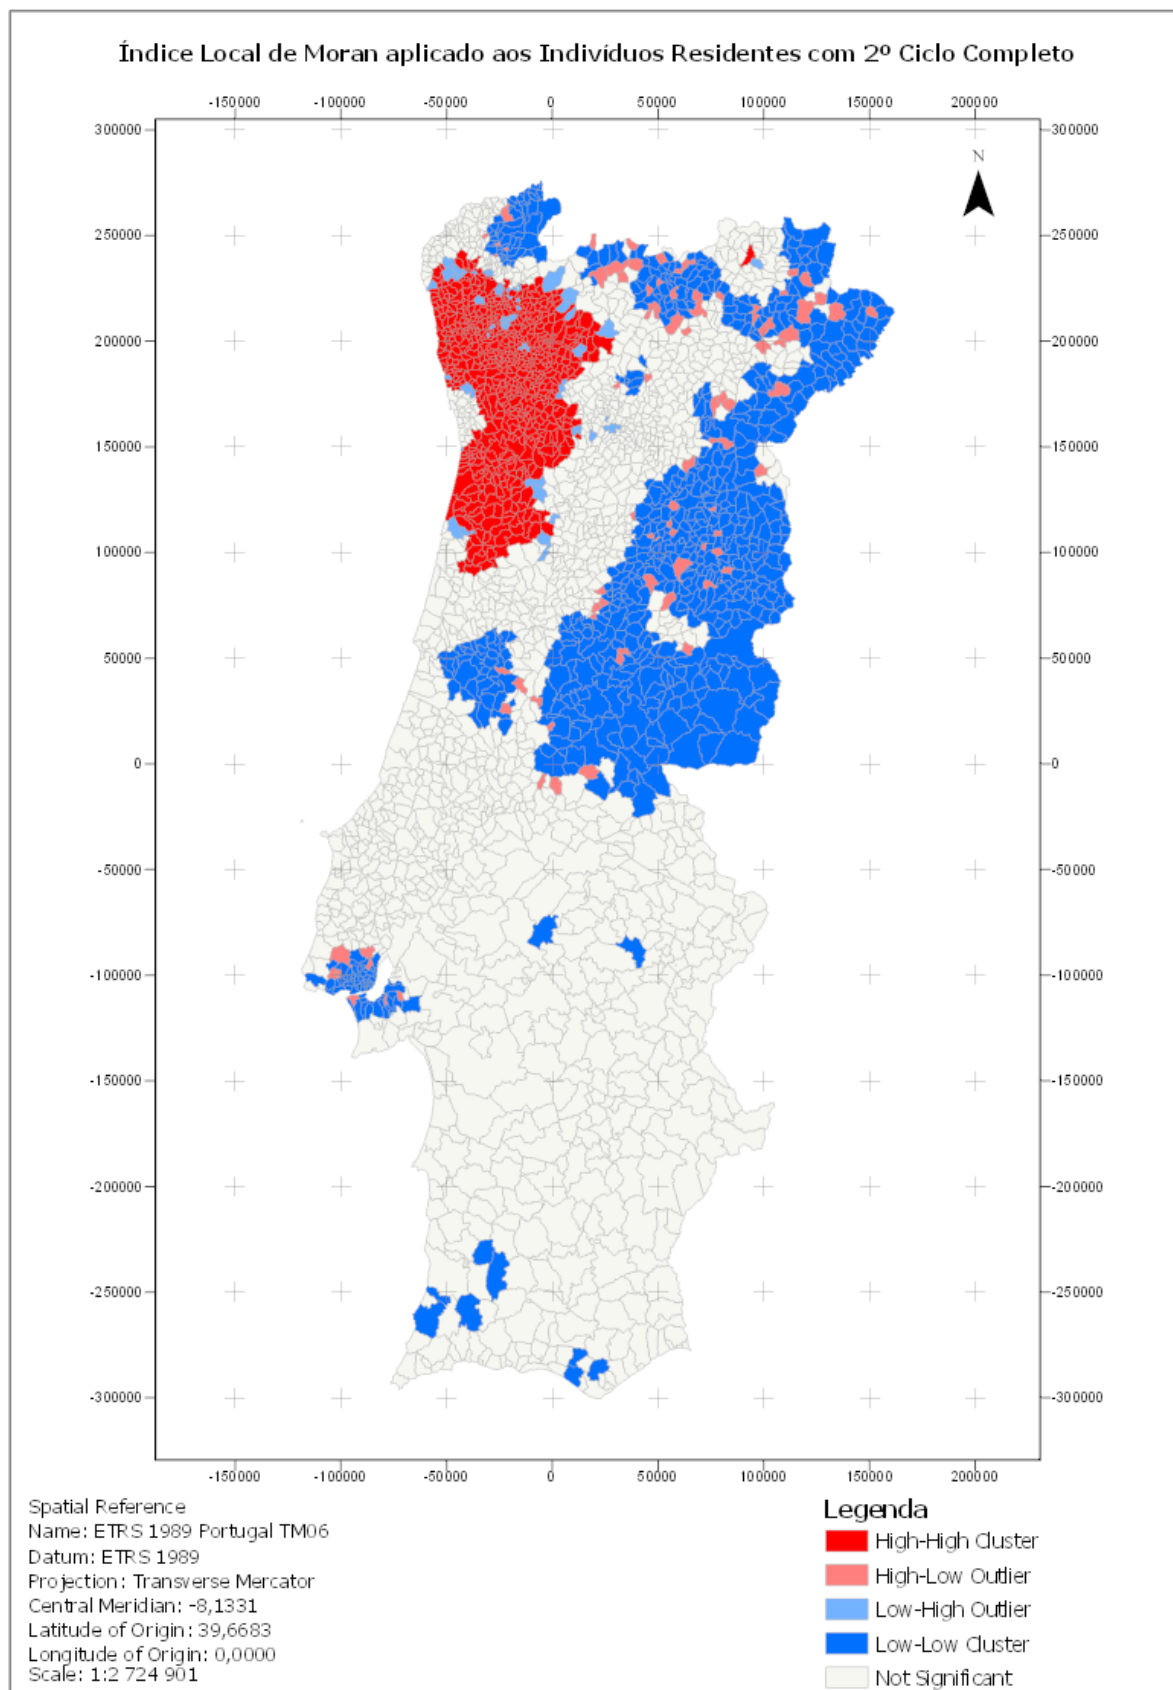 Índice Local de Moran aplicado aos Indivíduos Residentes com 2º Ciclo Completo
-150000 -100000 -50000 0 50000 100000 150000 200000
300000 300000
N
250000 250000
200000 200000
150000 150000
100000 100000
50000 50000
0 0
-50000 -50000
-100000 -100000
-150000 -150000
-200000 -200000
-250000 -250000
-300000 -300000
-150000 -100000 -50000 0 50000 100000 150000 200000
Spatial Reference
Name: ETRS 1989 Portugal TM06
Datum: ETRS 1989
Projection: Transverse Mercator
Central Meridian: -8,1331
Latitude of Origin: 39,6683
Longitude of Origin: 0,0000
Scale: 1:2 724 901
Legenda
High-High Cluster
High-Low Outlier
Low-High Outlier
Low-Low Cluster
Not Significant